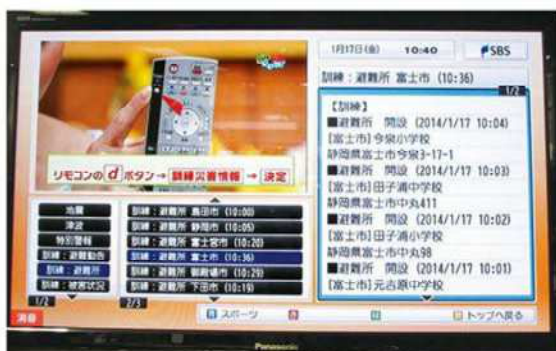 1月17日(金) 10:40 SBS
訓練：避難所 富士市 (10:36)
1/2
【訓練】
■避難所 開設 (2014/1/17 10:04)
[富士市]今泉小学校
静岡県富士市今泉3-17-1
■避難所 開設 (2014/1/17 10:03)
[富士市]田子浦中学校
静岡県富士市中丸411
■避難所 開設 (2014/1/17 10:02)
[富士市]田子浦小学校
静岡県富士市中丸98
■避難所 開設 (2014/1/17 10:01)
[富士市]元吉原中学校
リモコンの d ボタン→ 訓練災害情報 → 決定
地震
津波
特別警報
訓練：避難勧告
訓練：避難所
訓練：被害状況
1/2
訓練：避難所 島田市 (10:00)
訓練：避難所 静岡市 (10:05)
訓練：避難所 富士宮市 (10:20)
訓練：避難所 富士市 (10:36)
訓練：避難所 御殿場市 (10:29)
訓練：避難所 下田市 (10:19)
2/3
消音
青 スポーツ 赤 緑 黄 トップへ戻る
Panasonic